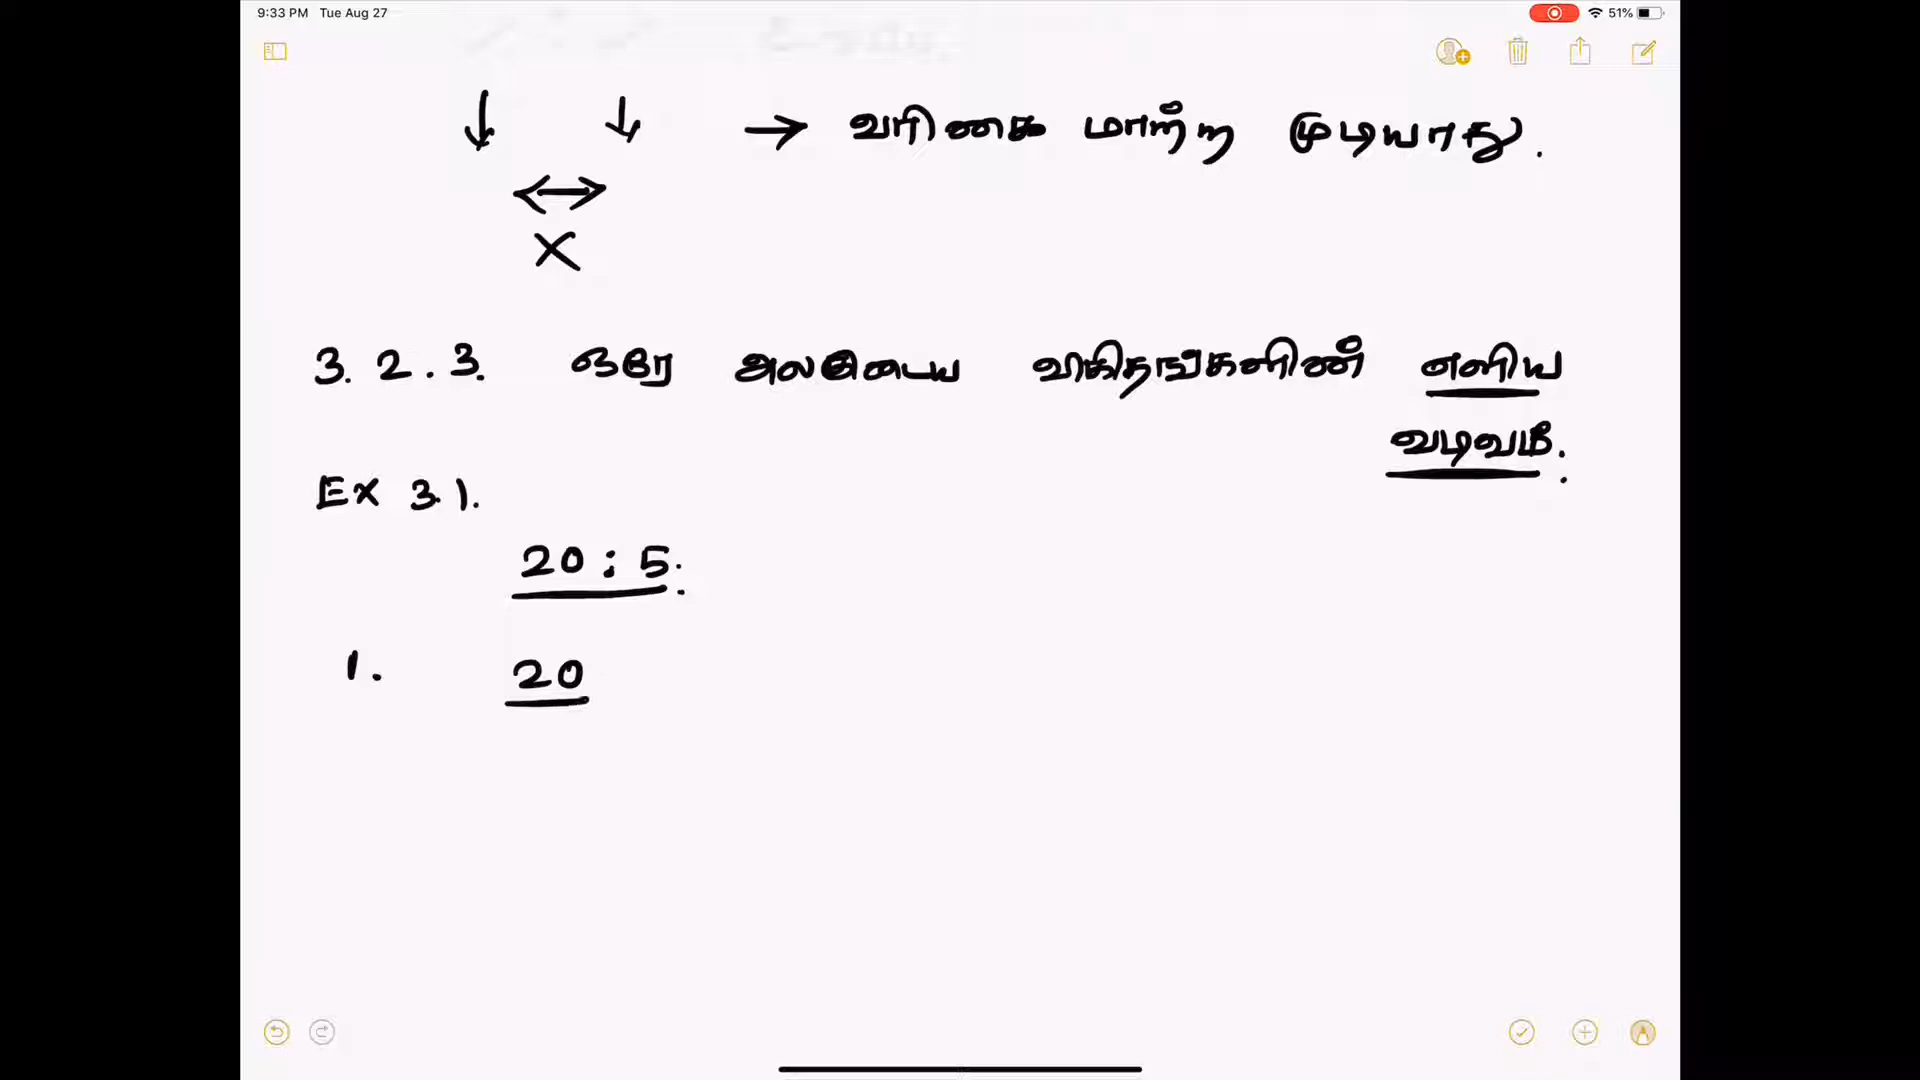 9:33 PM Tue Aug 27 51%
→ வரிசை மாற்ற முடியாது.
X
3.2.3. ஒரே அலகுடைய விகிதங்களின் எளிய
வடிவம்.
Ex 3.1.
20 : 5.
1. 20